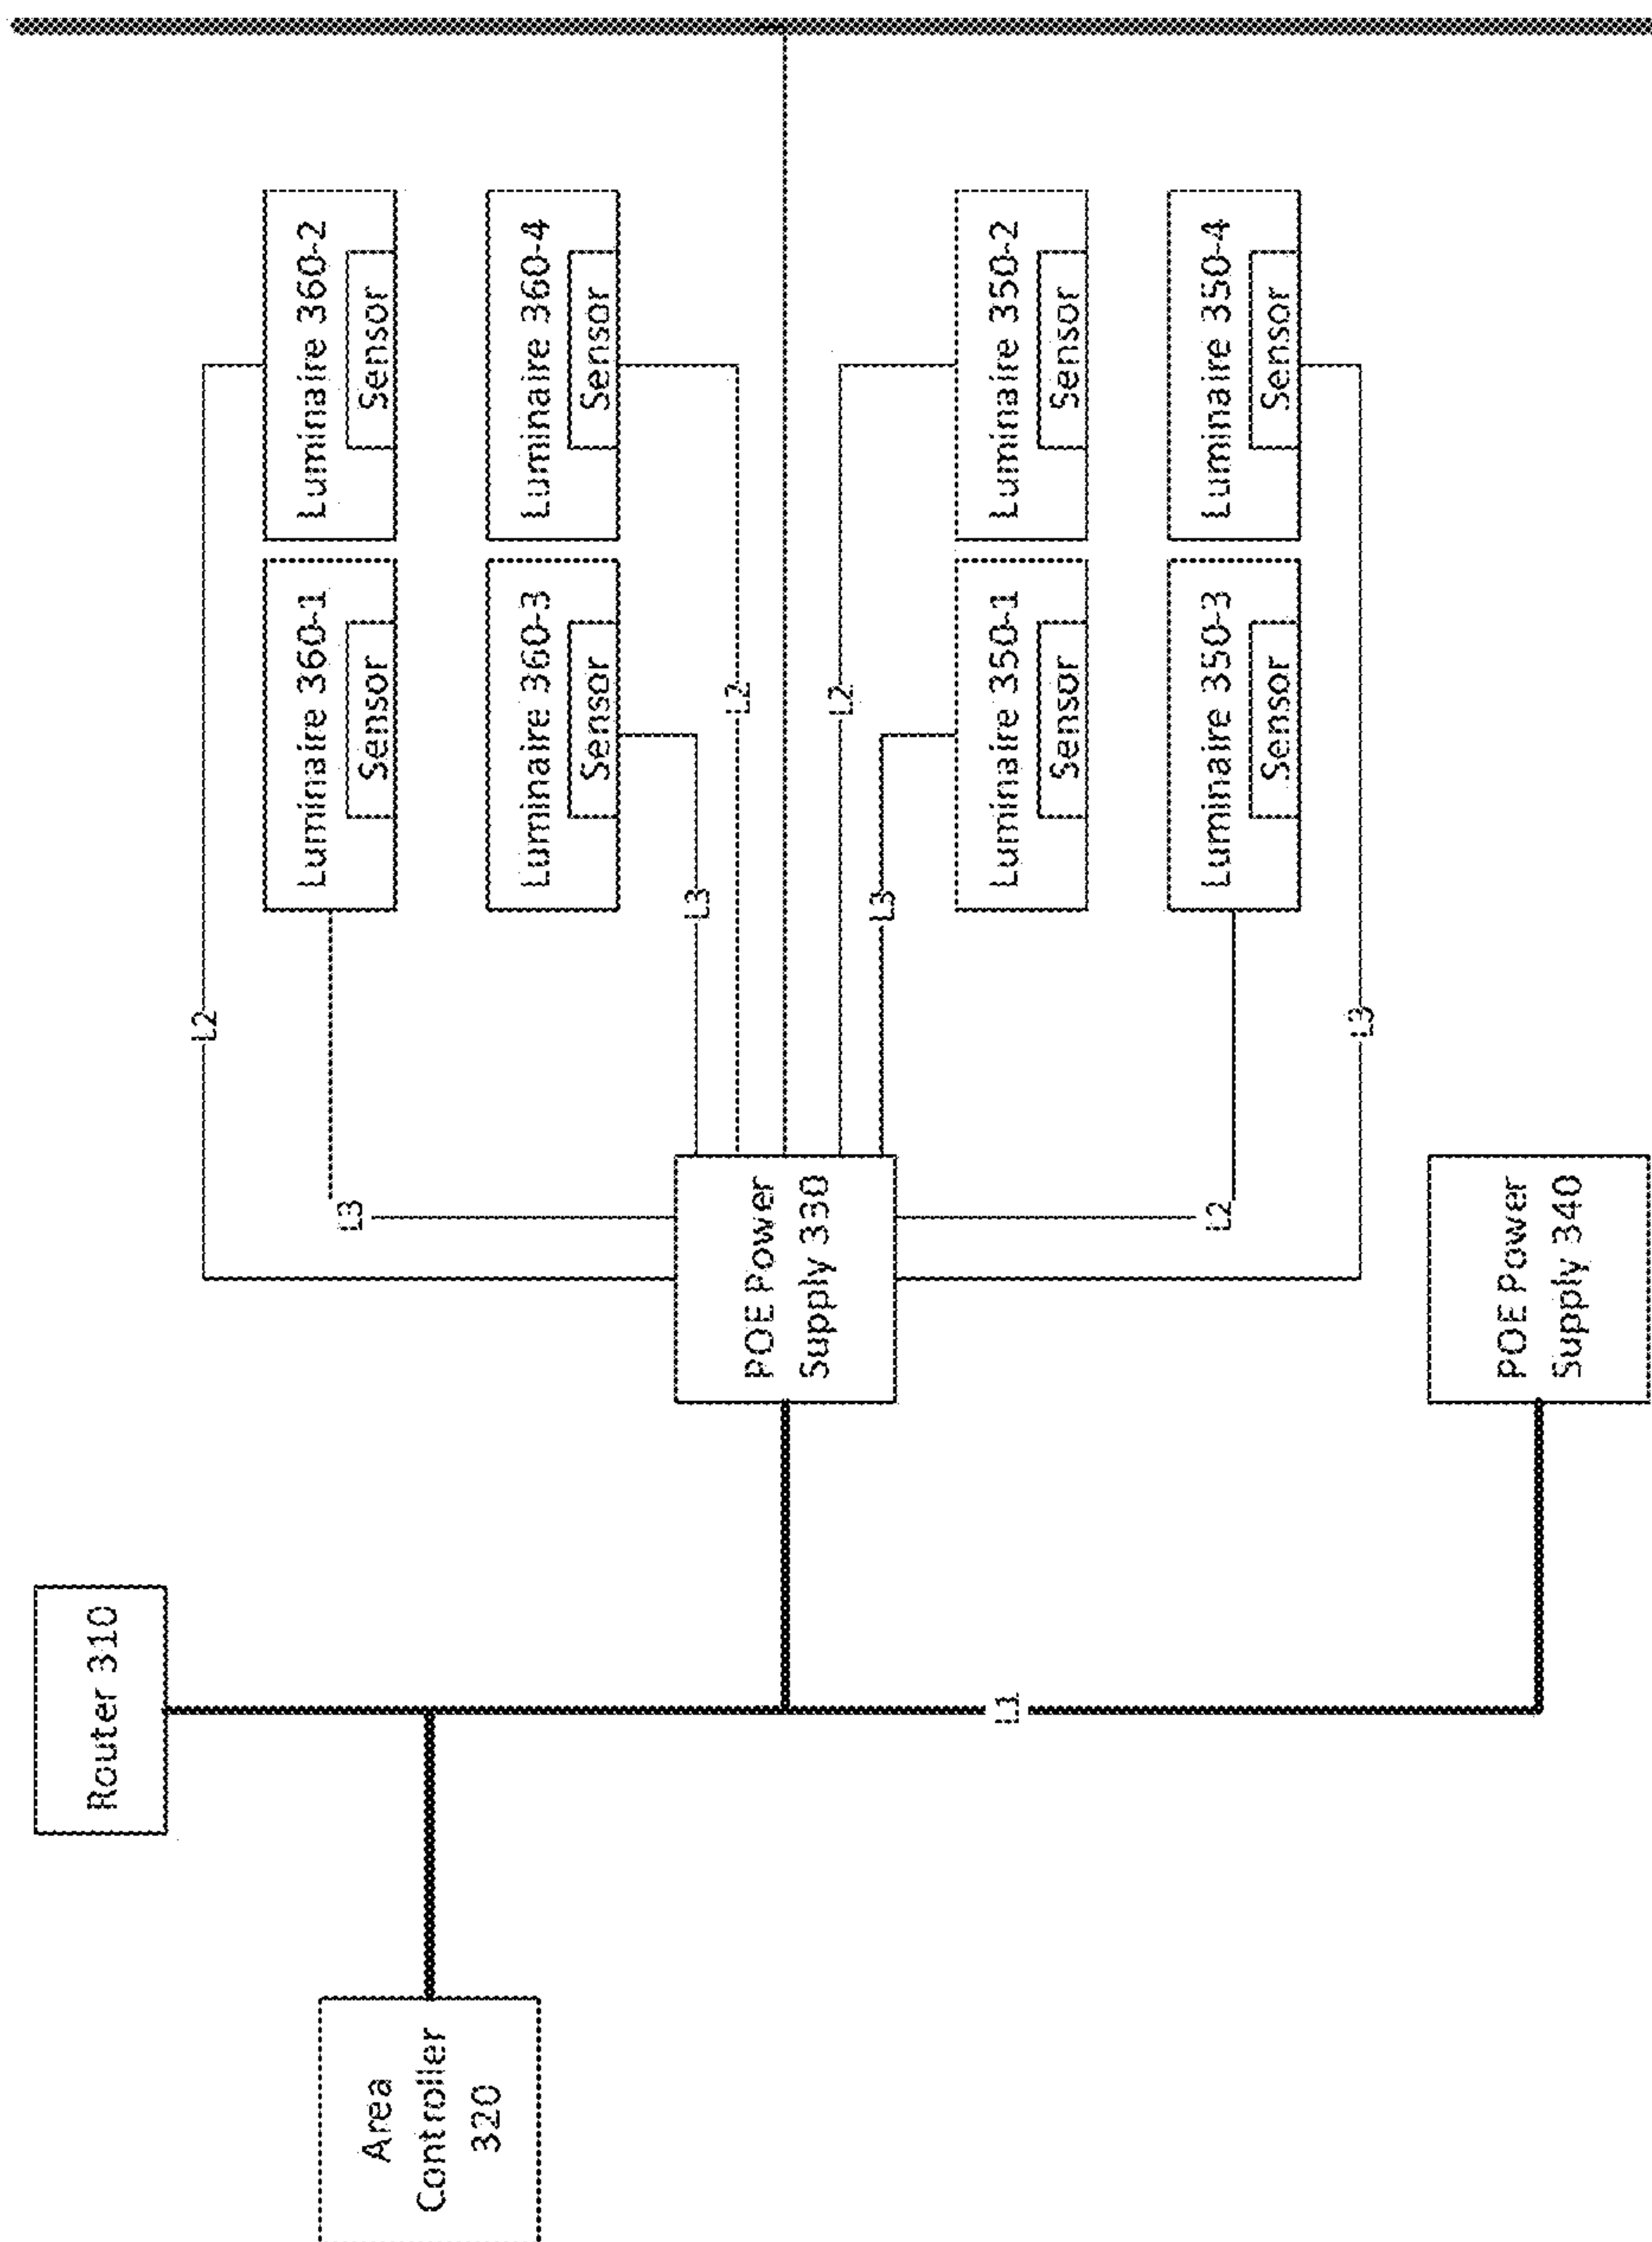 Router 310
Area
Controller
320
L1
POE Power
Supply 330
POE Power
Supply 340
L2
L3
L3
L2
L2
L3
L2
L3
Luminaire 360-1
Sensor
Luminaire 360-2
Sensor
Luminaire 360-3
Sensor
Luminaire 360-4
Sensor
Luminaire 350-1
Sensor
Luminaire 350-2
Sensor
Luminaire 350-3
Sensor
Luminaire 350-4
Sensor